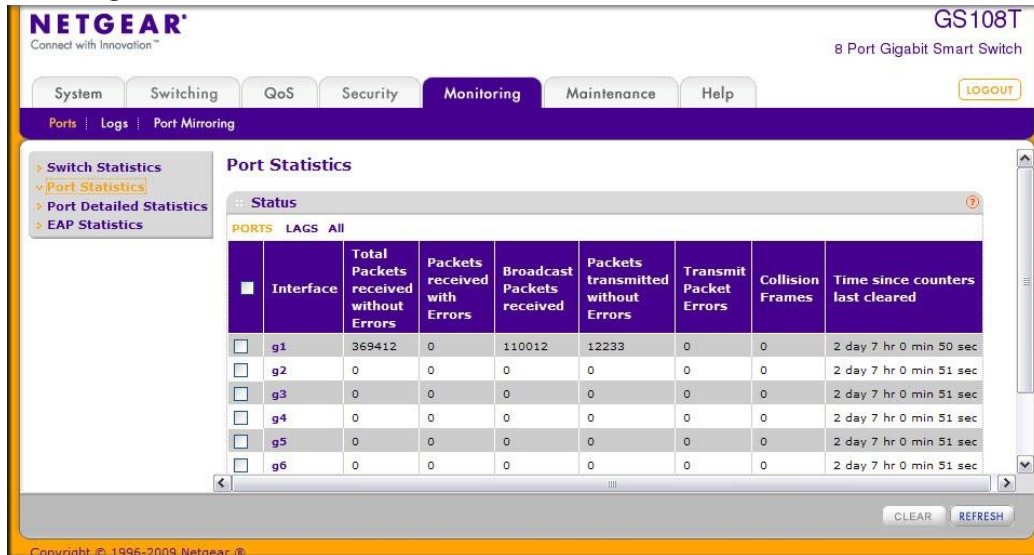 NETGEAR®
Connect with Innovation™
GS108T
8 Port Gigabit Smart Switch
System Switching QoS Security Monitoring Maintenance Help LOGOUT
Ports | Logs | Port Mirroring
Switch Statistics
Port Statistics
Port Detailed Statistics
EAP Statistics
Port Statistics
Status
PORTS LAGS All
Interface Total Packets received without Errors Packets received with Errors Broadcast Packets received Packets transmitted without Errors Transmit Packet Errors Collision Frames Time since counters last cleared
g1 369412 0 110012 12233 0 0 2 day 7 hr 0 min 50 sec
g2 0 0 0 0 0 0 2 day 7 hr 0 min 51 sec
g3 0 0 0 0 0 0 2 day 7 hr 0 min 51 sec
g4 0 0 0 0 0 0 2 day 7 hr 0 min 51 sec
g5 0 0 0 0 0 0 2 day 7 hr 0 min 51 sec
g6 0 0 0 0 0 0 2 day 7 hr 0 min 51 sec
CLEAR REFRESH
Copyright © 1996-2009 Netgear ®